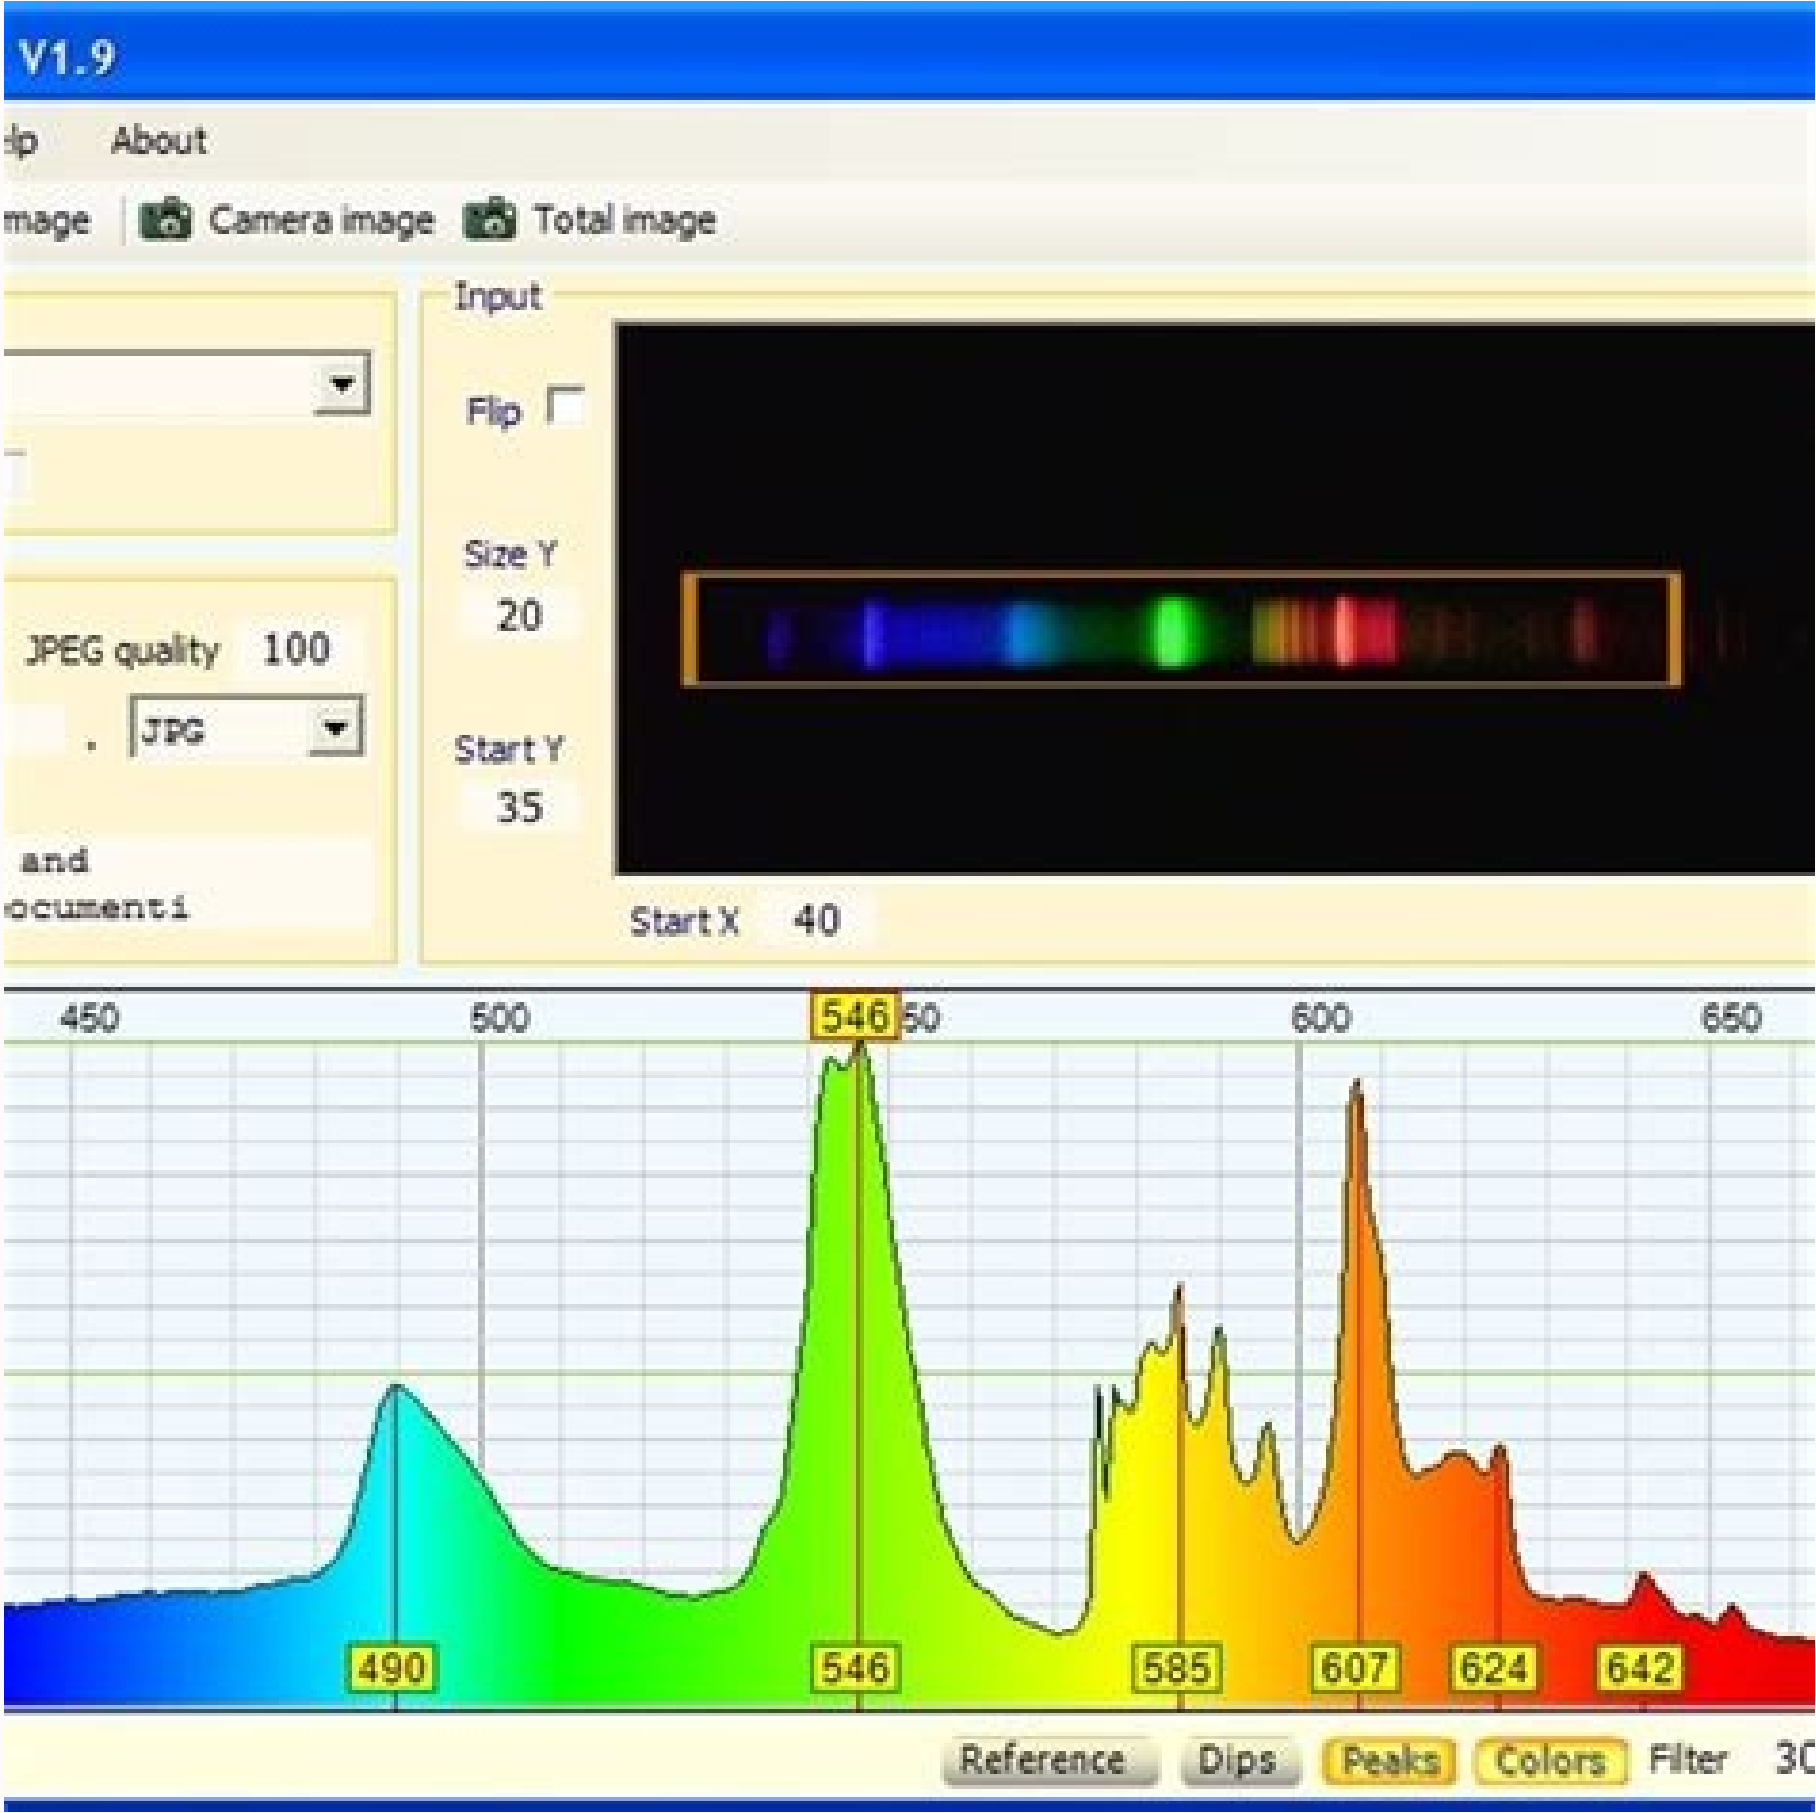 V1.9
lp About
mage Camera image Total image
Input
Flip
Size Y
20
JPEG quality 100
. JPG
Start Y
35
and
ocumenti
Start X 40
450 500 546 50 600 650
490 546 585 607 624 642
Reference Dips Peaks Colors Filter 30